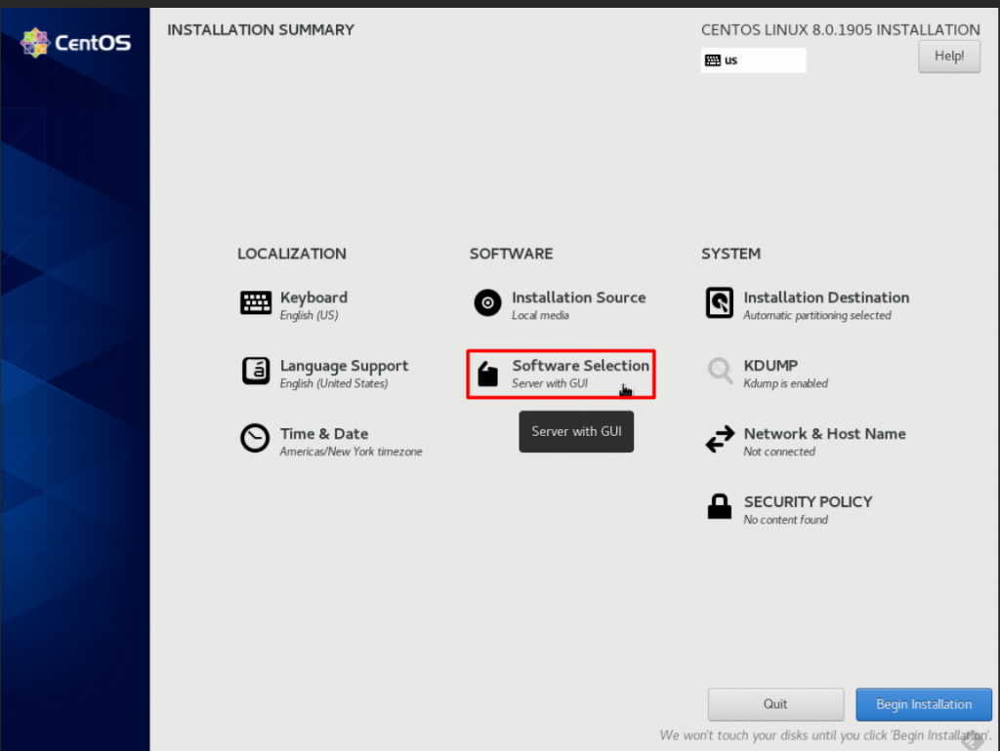 CentOS
INSTALLATION SUMMARY
CENTOS LINUX 8.0.1905 INSTALLATION
us
Help!
LOCALIZATION
Keyboard
English (US)
Language Support
English (United States)
Time & Date
Americas/New York timezone
SOFTWARE
Installation Source
Local media
Software Selection
Server with GUI
Server with GUI
SYSTEM
Installation Destination
Automatic partitioning selected
KDUMP
Kdump is enabled
Network & Host Name
Not connected
SECURITY POLICY
No content found
Quit
Begin Installation
We won't touch your disks until you click 'Begin Installation'.